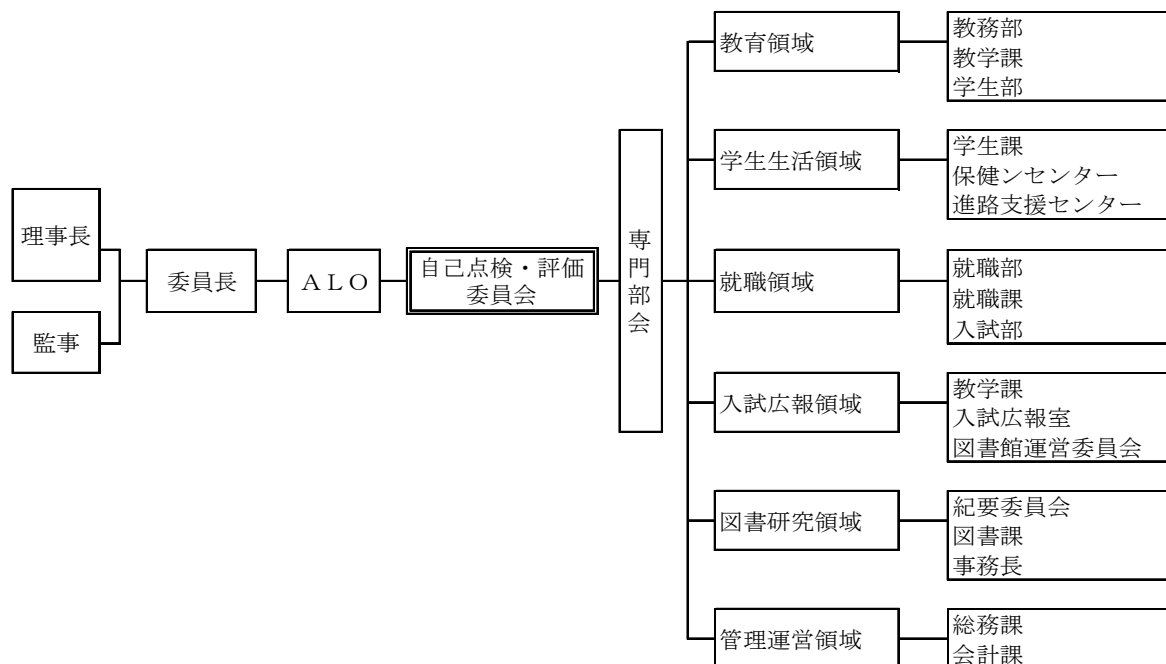 理事長
監事
委員長
ＡＬＯ
自己点検・評価
委員会
専門部会
教育領域
教務部
教学課
学生部
学生生活領域
学生課
保健ンセンター
進路支援センター
就職領域
就職部
就職課
入試部
入試広報領域
教学課
入試広報室
図書館運営委員会
図書研究領域
紀要委員会
図書課
事務長
管理運営領域
総務課
会計課